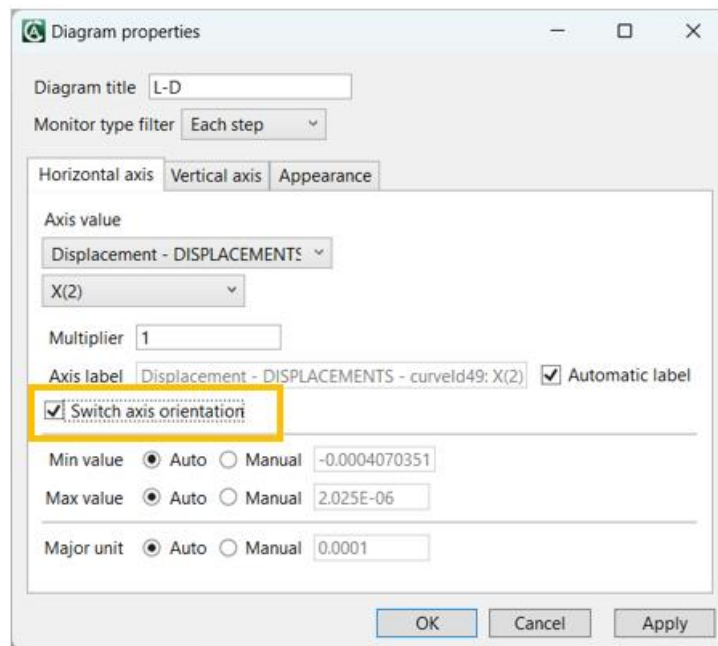 Diagram properties
Diagram title L-D
Monitor type filter Each step
Horizontal axis Vertical axis Appearance
Axis value
Displacement - DISPLACEMENTS
X(2)
Multiplier 1
Axis label Displacement - DISPLACEMENTS - curveId49: X(2) Automatic label
Switch axis orientation
Min value Auto Manual -0.0004070351
Max value Auto Manual 2.025E-06
Major unit Auto Manual 0.0001
OK Cancel Apply